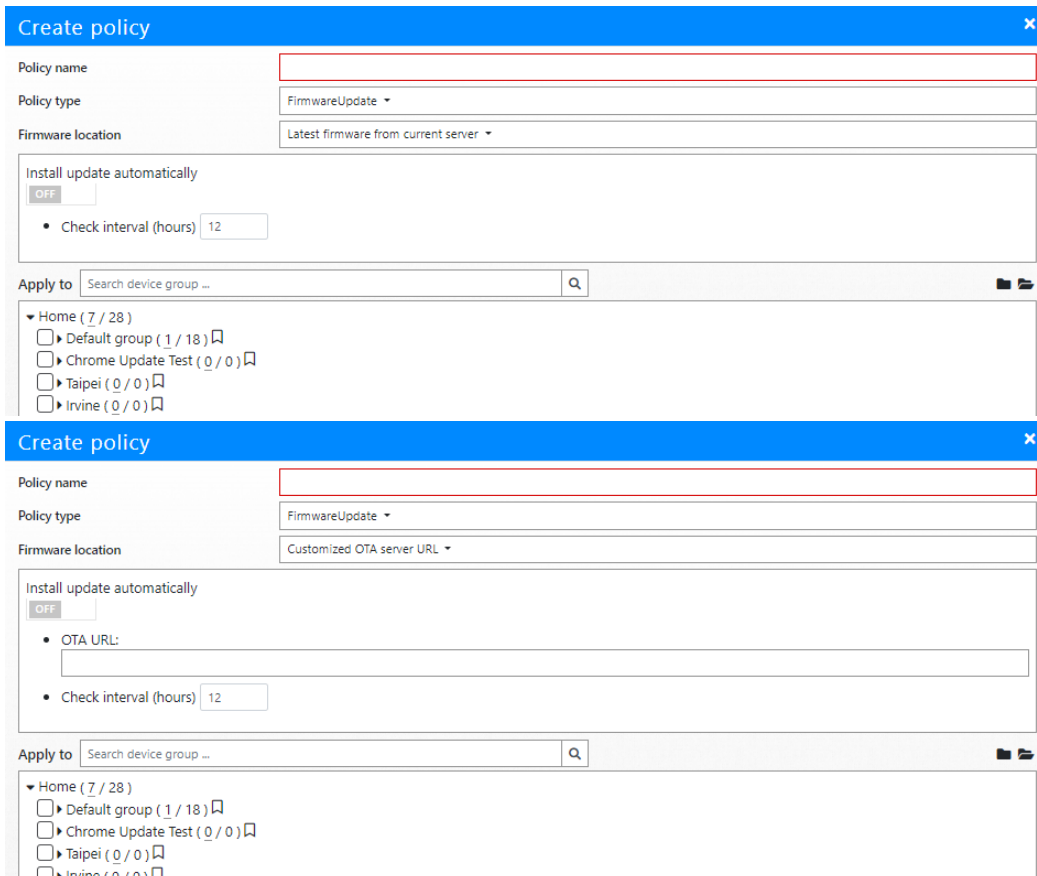 Create policy ×
Policy name
Policy type FirmwareUpdate
Firmware location Latest firmware from current server
Install update automatically
OFF
• Check interval (hours) 12
Apply to Search device group ...
Home ( 7 / 28 )
Default group ( 1 / 18 )
Chrome Update Test ( 0 / 0 )
Taipei ( 0 / 0 )
Irvine ( 0 / 0 )
Create policy ×
Policy name
Policy type FirmwareUpdate
Firmware location Customized OTA server URL
Install update automatically
OFF
• OTA URL:
• Check interval (hours) 12
Apply to Search device group ...
Home ( 7 / 28 )
Default group ( 1 / 18 )
Chrome Update Test ( 0 / 0 )
Taipei ( 0 / 0 )
Irvine ( 0 / 0 )